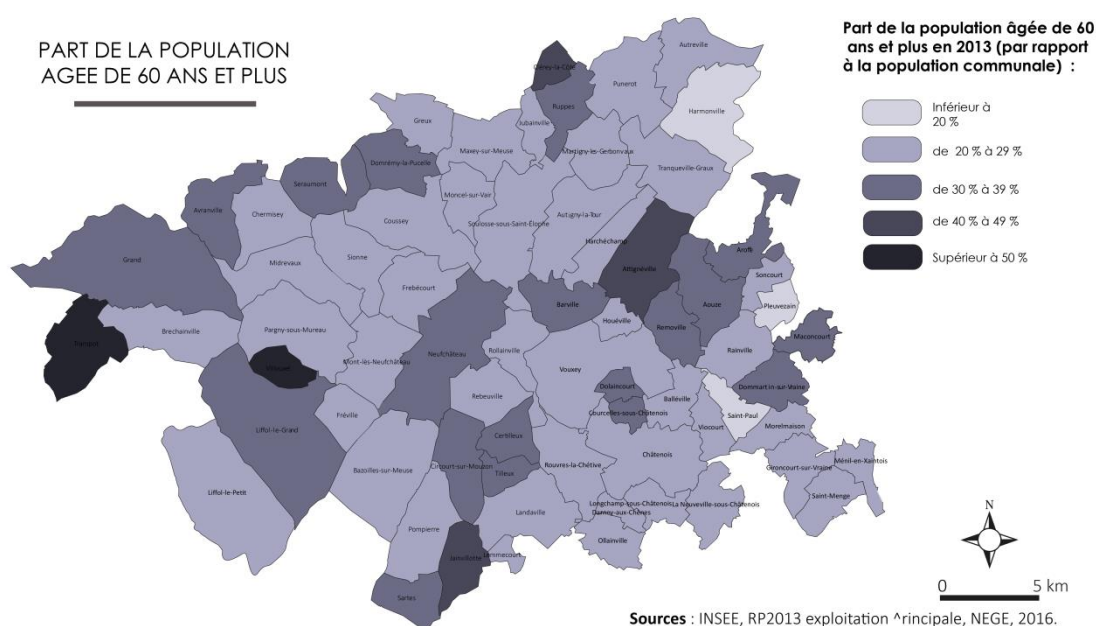 PART DE LA POPULATION
AGEE DE 60 ANS ET PLUS
Part de la population âgée de 60
ans et plus en 2013 (par rapport
à la population communale) :
Inférieur à
20 %
de 20 % à 29 %
de 30 % à 39 %
de 40 % à 49 %
Supérieur à 50 %
Autreville
Clerey-la-Côte
Punerot
Harmonville
Ruppes
Greux
Jubainville
Maxey-sur-Meuse
Martigny-les-Gerbonvaux
Domrémy-la-Pucelle
Tranqueville-Graux
Seraumont
Moncel-sur-Vair
Avranville
Chermisey
Coussey
Soulosse-sous-Saint-Élophe
Autigny-la-Tour
Harchéchamp
Aroffe
Grand
Midrevaux
Sionne
Attignéville
Soncourt
Frebécourt
Pleuvezain
Barville
Aouze
Houéville
Removille
Brechainville
Pargny-sous-Mureau
Maconcourt
Neufchâteau
Rollainville
Rainville
Mont-lès-Neufchâteau
Vouxey
Dolaincourt
Dommartin-sur-Vraine
Rebeuville
Balléville
Courcelles-sous-Châtenois
Saint-Paul
Fréville
Viocourt
Morelmaison
Liffol-le-Grand
Certilleux
Châtenois
Ménil-en-Xaintois
Bazoilles-sur-Meuse
Circourt-sur-Mouzon
Rouvres-la-Chétive
Gironcourt-sur-Vraine
Tilleux
Liffol-le-Petit
Saint-Menge
Longchamp-sous-Châtenois
La Neuveville-sous-Châtenois
Landaville
Darney-aux-Chênes
Pompierre
Ollainville
Jainvillotte
Lemmecourt
Sartes
N
0 5 km
Sources : INSEE, RP2013 exploitation ^rincipale, NEGE, 2016.